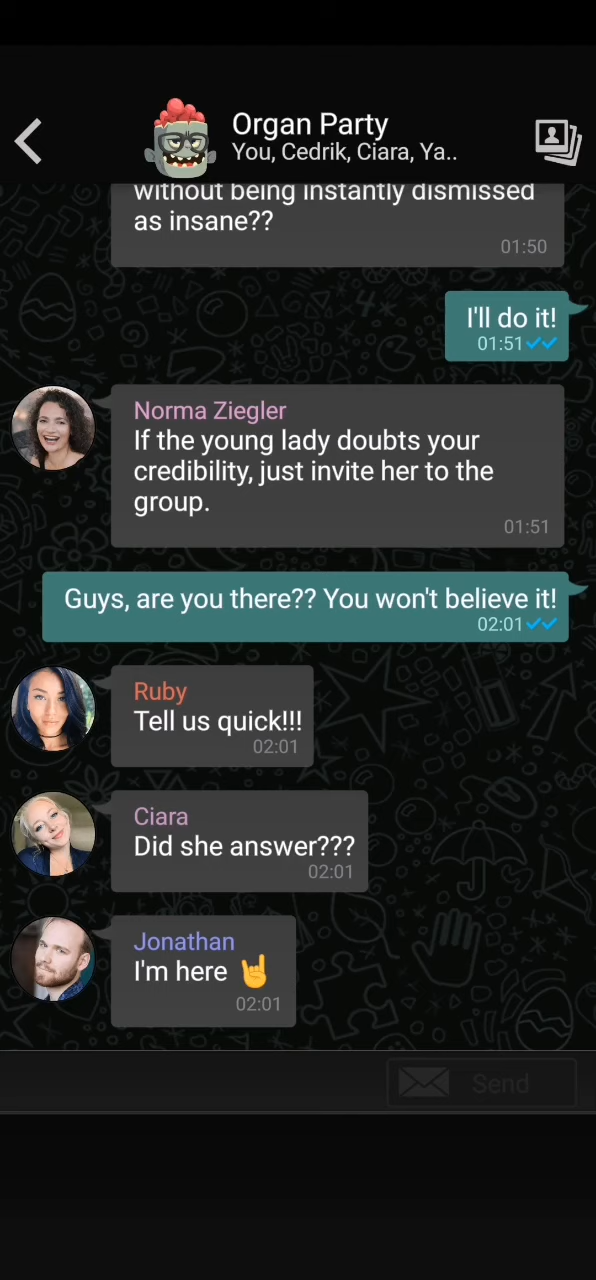 Organ Party
You, Cedrik, Ciara, Ya..
without being instantly dismissed
as insane??
01:50
I'll do it!
01:51
Norma Ziegler
If the young lady doubts your
credibility, just invite her to the
group.
01:51
Guys, are you there?? You won't believe it!
02:01
Ruby
Tell us quick!!!
02:01
Ciara
Did she answer???
02:01
Jonathan
I'm here 🤘
02:01
Send